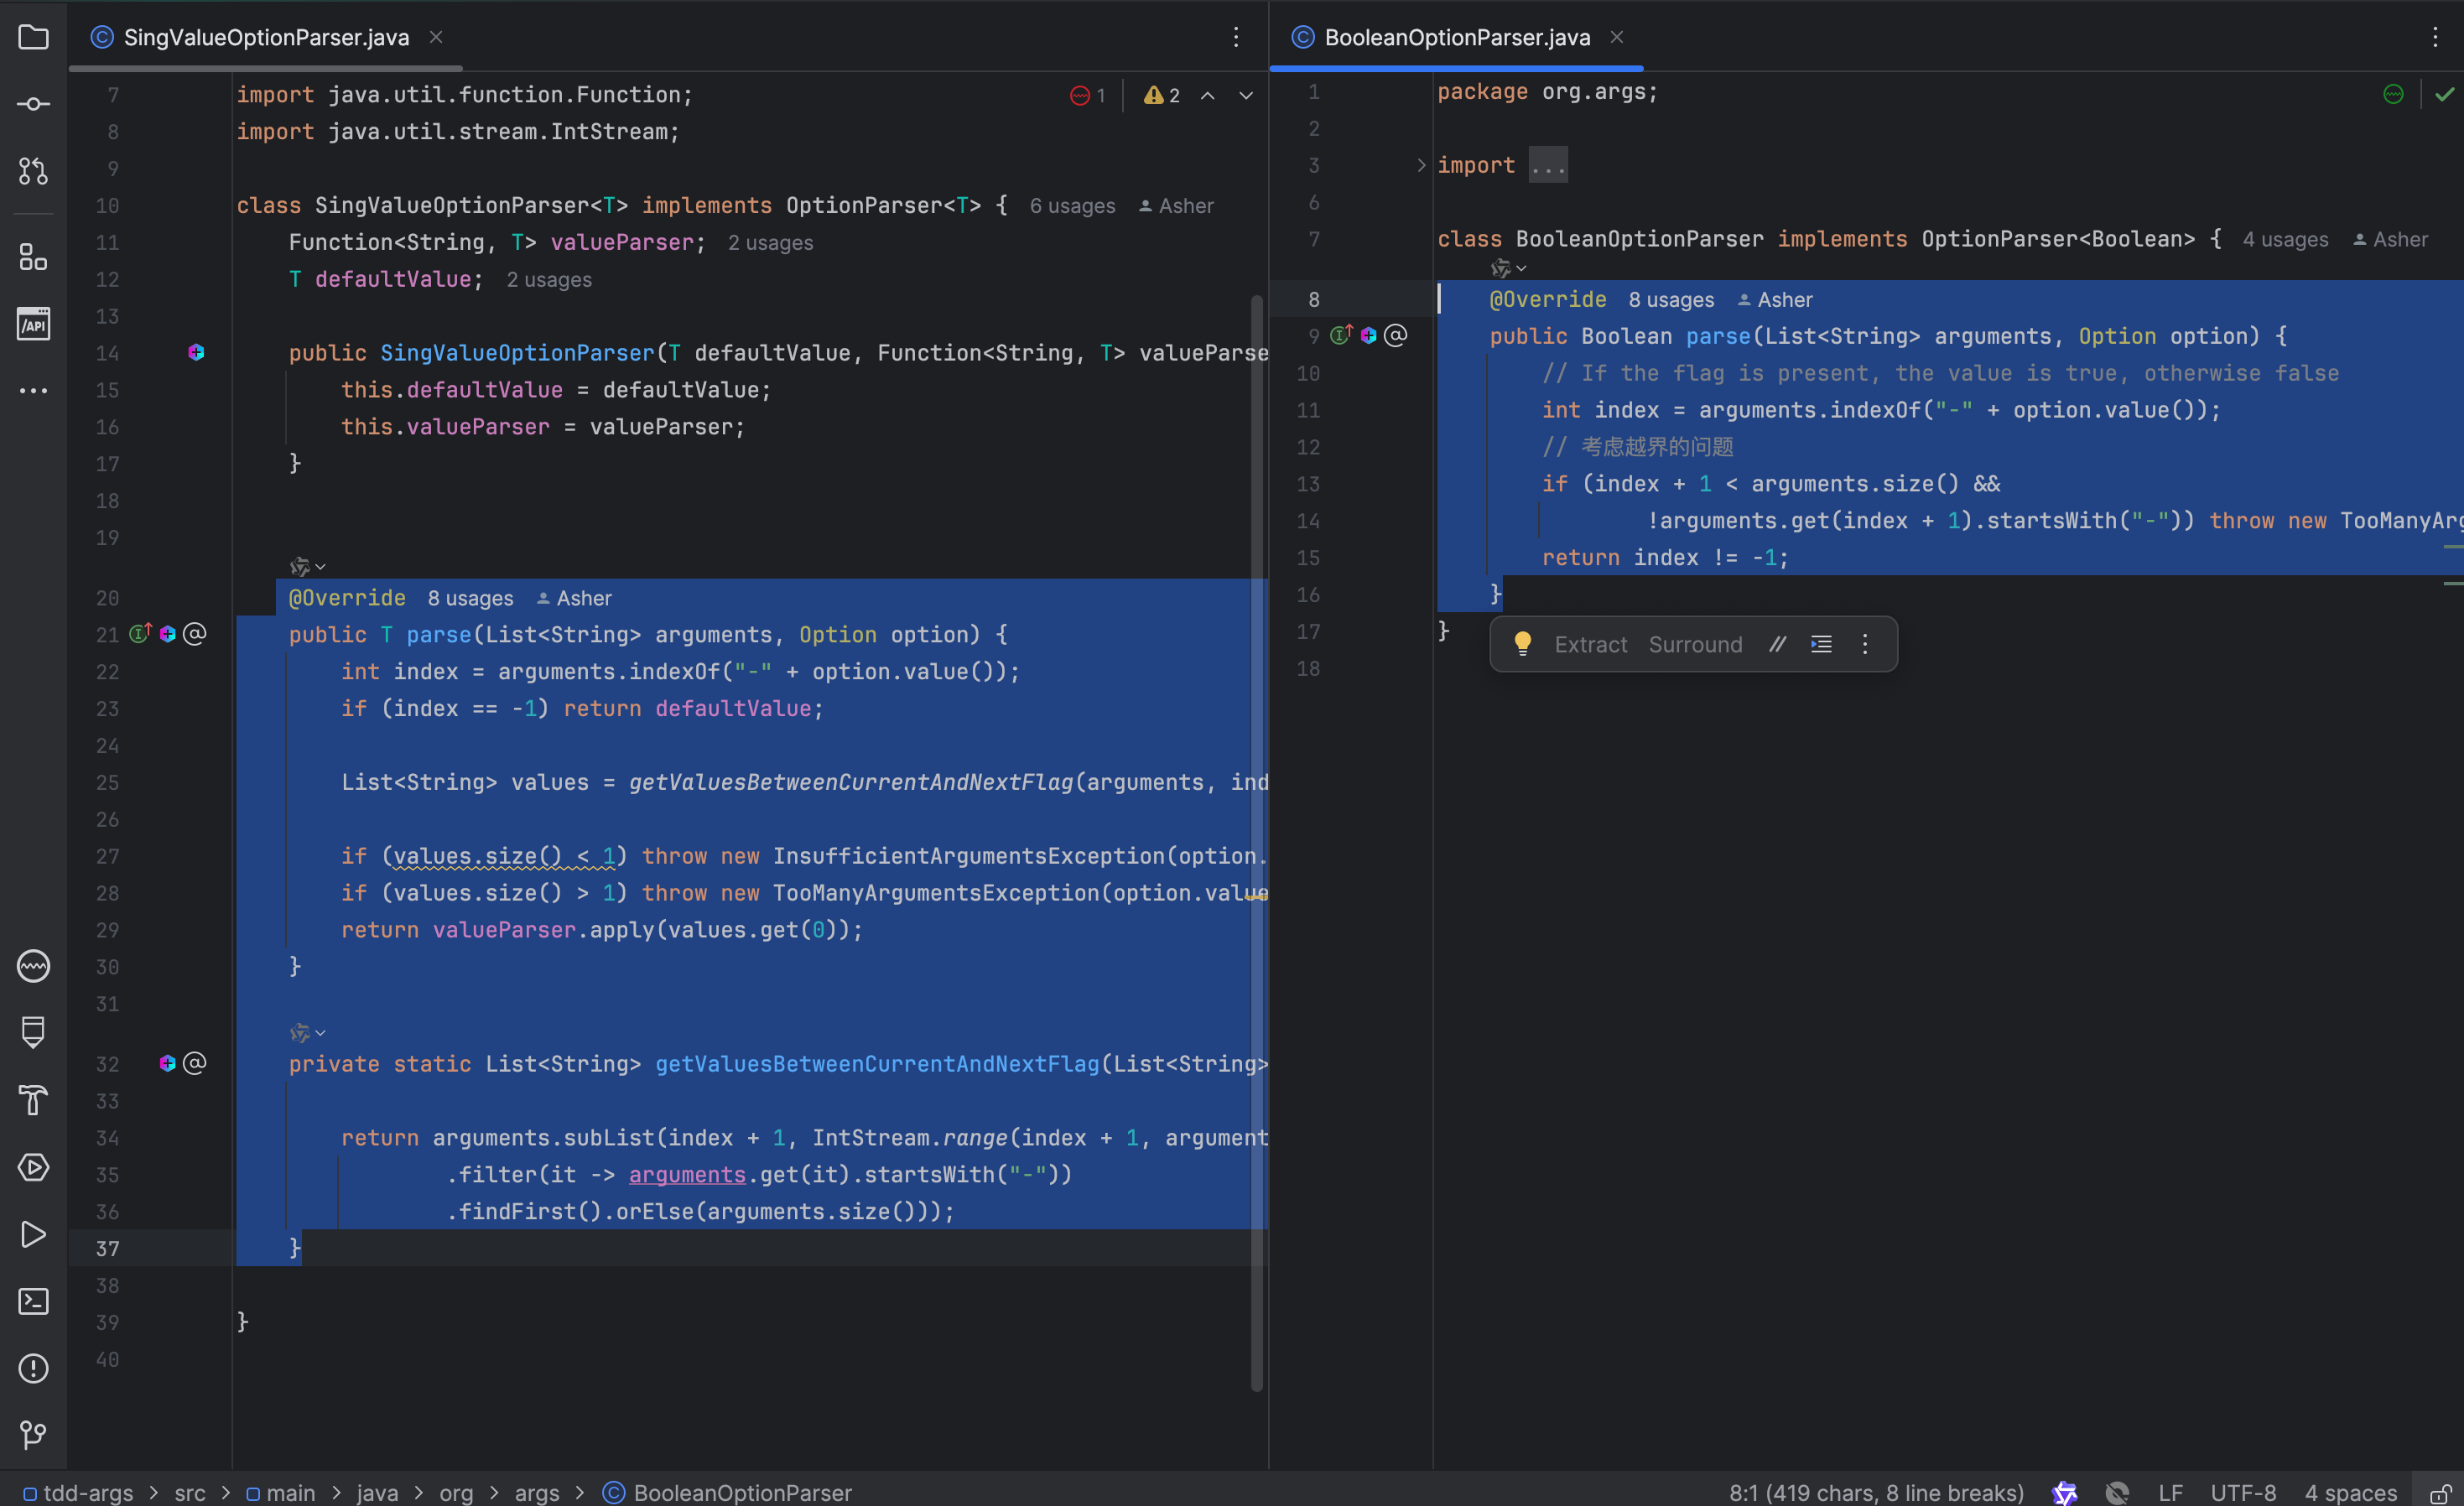 SingValueOptionParser.java
7 import java.util.function.Function;
1 2
8 import java.util.stream.IntStream;
9
10 class SingValueOptionParser<T> implements OptionParser<T> { 6 usages Asher
11 Function<String, T> valueParser; 2 usages
12 T defaultValue; 2 usages
13
14 public SingValueOptionParser(T defaultValue, Function<String, T> valueParse
15 this.defaultValue = defaultValue;
16 this.valueParser = valueParser;
17 }
18
19
20 @Override 8 usages Asher
21 public T parse(List<String> arguments, Option option) {
22 int index = arguments.indexOf("-" + option.value());
23 if (index == -1) return defaultValue;
24
25 List<String> values = getValuesBetweenCurrentAndNextFlag(arguments, ind
26
27 if (values.size() < 1) throw new InsufficientArgumentsException(option.
28 if (values.size() > 1) throw new TooManyArgumentsException(option.value
29 return valueParser.apply(values.get(0));
30 }
31
32 private static List<String> getValuesBetweenCurrentAndNextFlag(List<String>
33
34 return arguments.subList(index + 1, IntStream.range(index + 1, argument
35 .filter(it -> arguments.get(it).startsWith("-"))
36 .findFirst().orElse(arguments.size()));
37 }
38
39 }
40
BooleanOptionParser.java
1 package org.args;
2
3 import ...
6
7 class BooleanOptionParser implements OptionParser<Boolean> { 4 usages Asher
8 @Override 8 usages Asher
9 public Boolean parse(List<String> arguments, Option option) {
10 // If the flag is present, the value is true, otherwise false
11 int index = arguments.indexOf("-" + option.value());
12 // 考虑越界的问题
13 if (index + 1 < arguments.size() &&
14 !arguments.get(index + 1).startsWith("-")) throw new TooManyArg
15 return index != -1;
16 }
17 }
Extract Surround //
18
/API
tdd-args > src > main > java > org > args > BooleanOptionParser
8:1 (419 chars, 8 line breaks) LF UTF-8 4 spaces